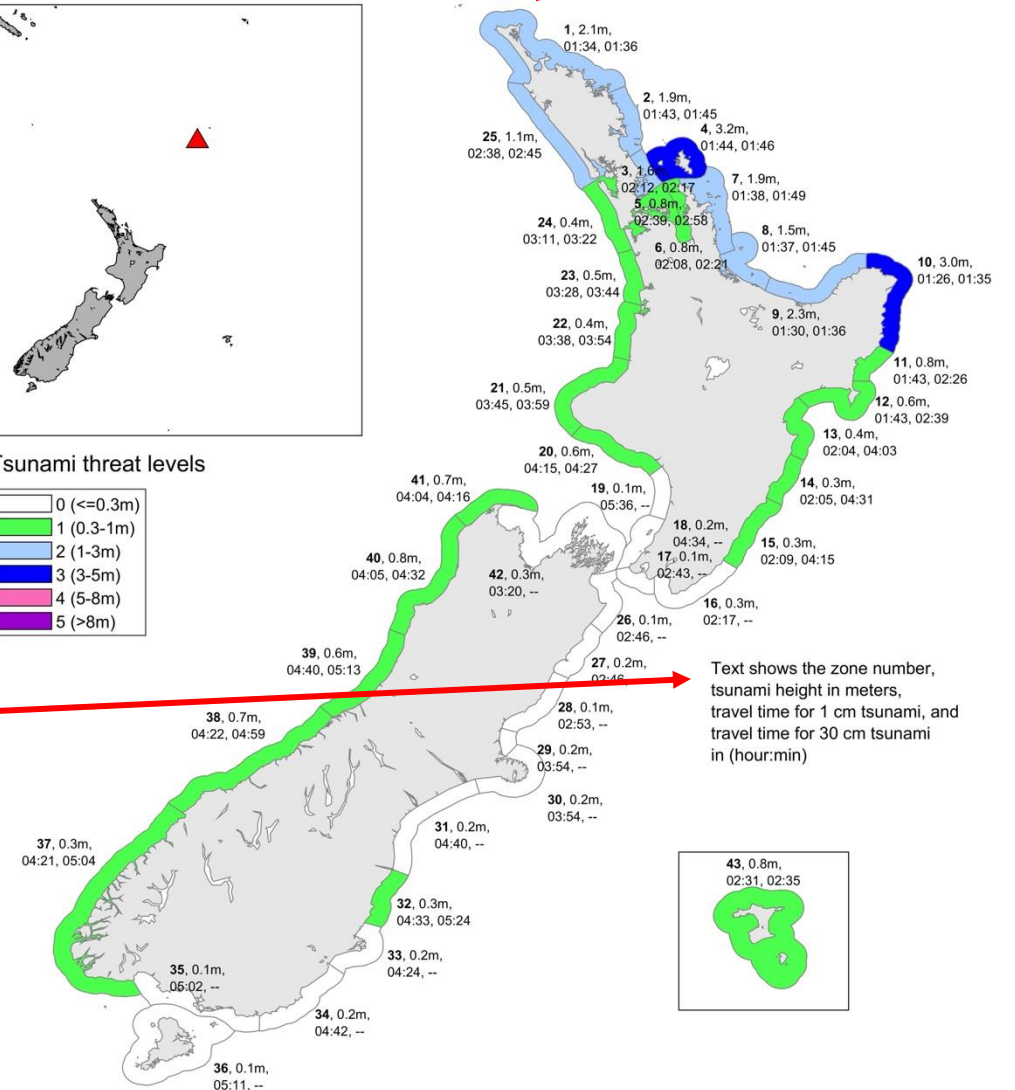 1, 2.1m,
01:34, 01:36
2, 1.9m,
01:43, 01:45
4, 3.2m,
01:44, 01:46
25, 1.1m,
02:38, 02:45
3, 1.6m,
02:12, 02:17
7, 1.9m,
01:38, 01:49
5, 0.8m,
02:39, 02:58
24, 0.4m,
03:11, 03:22
8, 1.5m,
01:37, 01:45
6, 0.8m,
02:08, 02:21
10, 3.0m,
01:26, 01:35
23, 0.5m,
03:28, 03:44
9, 2.3m,
01:30, 01:36
22, 0.4m,
03:38, 03:54
11, 0.8m,
01:43, 02:26
21, 0.5m,
03:45, 03:59
12, 0.6m,
01:43, 02:39
13, 0.4m,
02:04, 04:03
20, 0.6m,
04:15, 04:27
Tsunami threat levels
0 (<=0.3m)
1 (0.3-1m)
2 (1-3m)
3 (3-5m)
4 (5-8m)
5 (>8m)
41, 0.7m,
04:04, 04:16
19, 0.1m,
05:36, --
14, 0.3m,
02:05, 04:31
18, 0.2m,
04:34, --
15, 0.3m,
02:09, 04:15
40, 0.8m,
04:05, 04:32
17, 0.1m,
02:43, --
42, 0.3m,
03:20, --
16, 0.3m,
02:17, --
26, 0.1m,
02:46, --
39, 0.6m,
04:40, 05:13
27, 0.2m,
02:46,
Text shows the zone number,
tsunami height in meters,
travel time for 1 cm tsunami, and
travel time for 30 cm tsunami
in (hour:min)
28, 0.1m,
02:53, --
38, 0.7m,
04:22, 04:59
29, 0.2m,
03:54, --
30, 0.2m,
03:54, --
31, 0.2m,
04:40, --
37, 0.3m,
04:21, 05:04
43, 0.8m,
02:31, 02:35
32, 0.3m,
04:33, 05:24
33, 0.2m,
04:24, --
35, 0.1m,
05:02, --
34, 0.2m,
04:42, --
36, 0.1m,
05:11, --